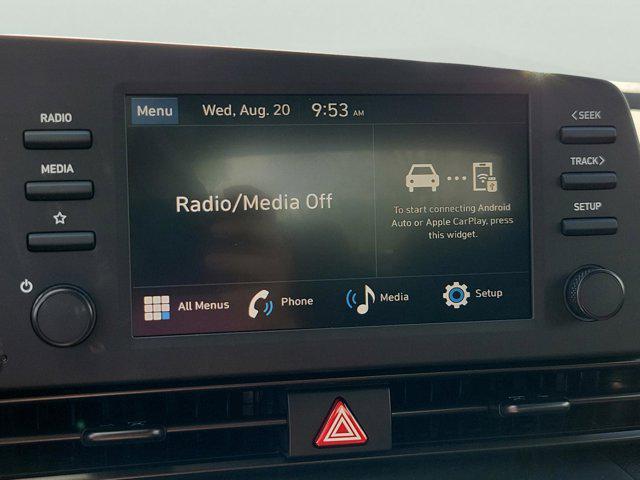 RADIO
MEDIA
Menu
Wed, Aug. 20
9:53 AM
Radio/Media Off
To start connecting Android
Auto or Apple CarPlay, press
this widget.
All Menus
Phone
Media
Setup
<SEEK
TRACK>
SETUP